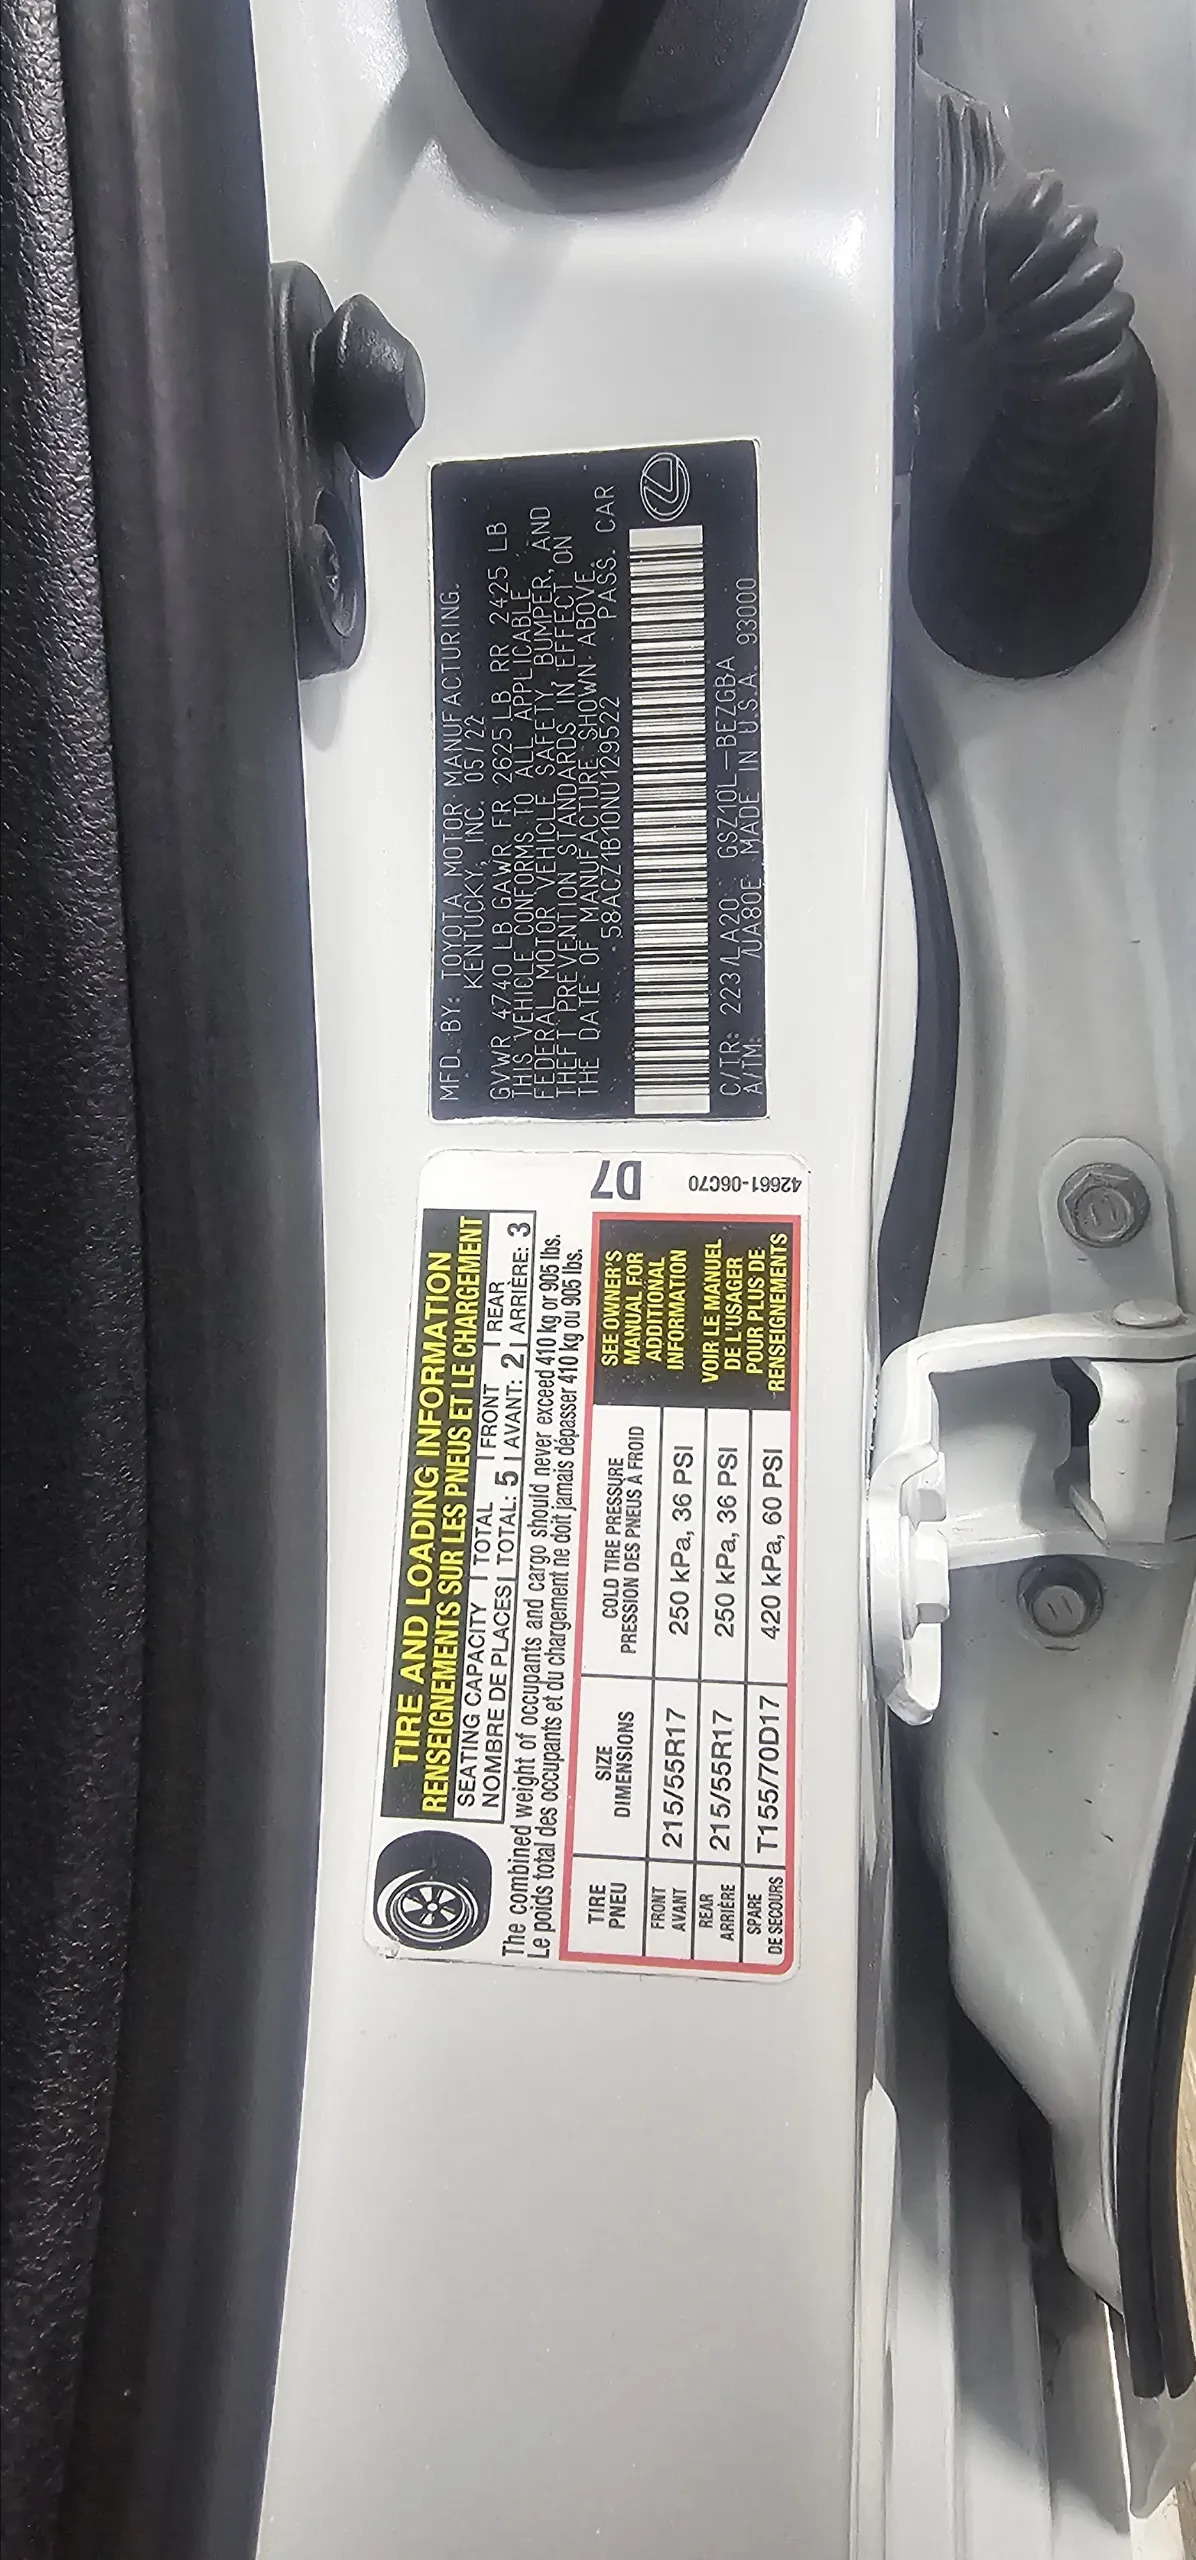 MFD. BY: TOYOTA MOTOR MANUFACTURING.
KENTUCKY, INC. 05/22
GVWR 4740 LB GAWR FR 2625 LB RR 2425 LB
THIS VEHICLE CONFORMS TO ALL APPLICABLE
FEDERAL MOTOR VEHICLE SAFETY, BUMPER, AND
THEFT PREVENTION STANDARDS IN EFFECT ON
THE DATE OF MANUFACTURE SHOWN ABOVE.
58ACZ1B10NU129522 PASS. CAR
C/TR: 223/LA20 GSZ10L-BEZGBA
A/TM: /UA80E MADE IN U.S.A. 93000
TIRE AND LOADING INFORMATION
RENSEIGNEMENTS SUR LES PNEUS ET LE CHARGEMENT
SEATING CAPACITY TOTAL FRONT REAR
NOMBRE DE PLACES TOTAL: 5 AVANT: 2 ARRIÈRE: 3
The combined weight of occupants and cargo should never exceed 410 kg or 905 lbs.
Le poids total des occupants et du chargement ne doit jamais dépasser 410 kg ou 905 lbs.
TIRE SIZE COLD TIRE PRESSURE
PNEU DIMENSIONS PRESSION DES PNEUS À FROID
FRONT
AVANT 215/55R17 250 kPa, 36 PSI
REAR
ARRIÈRE 215/55R17 250 kPa, 36 PSI
SPARE
DE SECOURS T155/70D17 420 kPa, 60 PSI
SEE OWNER'S
MANUAL FOR
ADDITIONAL
INFORMATION
VOIR LE MANUEL
DE L'USAGER
POUR PLUS DE
RENSEIGNEMENTS
D7
42661-06C70